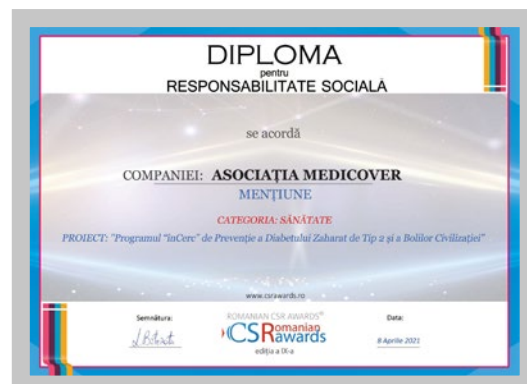 DIPLOMA
pentru
RESPONSABILITATE SOCIALĂ
se acordă
COMPANIEI: ASOCIAȚIA MEDICOVER
MENȚIUNE
CATEGORIA: SĂNĂTATE
PROIECT: "Programul "inCerc" de Prevenție a Diabetului Zaharat de Tip 2 și a Bolilor Civilizației"
www.csrawards.ro
Semnătura:
ROMANIAN CSR AWARDS®
CSRomanian
awards
ediția a IX-a
Data:
8 Aprilie 2021